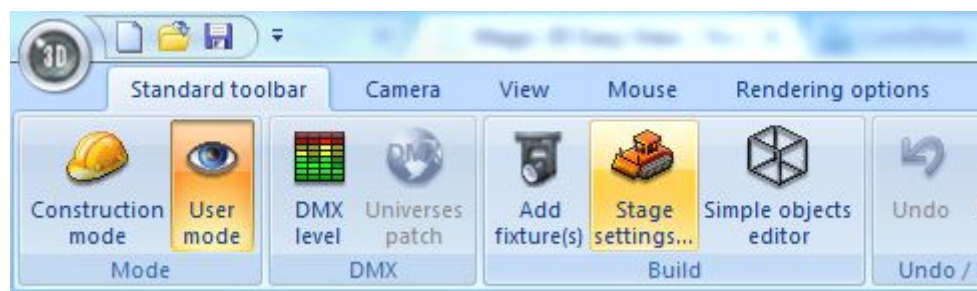 3D
Standard toolbar Camera View Mouse Rendering options
Construction mode User mode DMX level Universes patch Add fixture(s) Stage settings... Simple objects editor Undo
Mode DMX Build Undo /